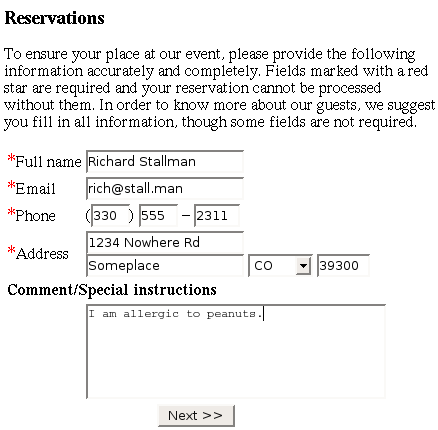 Reservations
To ensure your place at our event, please provide the following
information accurately and completely. Fields marked with a red
star are required and your reservation cannot be processed
without them. In order to know more about our guests, we suggest
you fill in all information, though some fields are not required.
*Full name Richard Stallman
*Email rich@stall.man
*Phone (330) 555 – 2311
1234 Nowhere Rd
*Address
Someplace CO 39300
Comment/Special instructions
I am allergic to peanuts.
Next >>